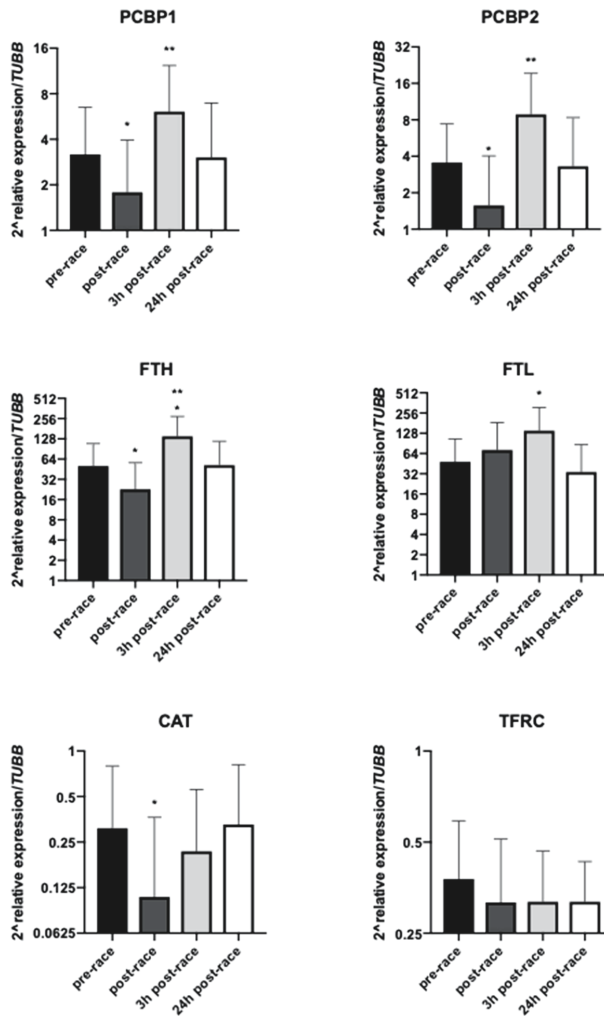 PCBP1
2^relative expression/TUBB
16
8
4
2
1
*
**
pre-race
post-race
3h post-race
24h post-race
PCBP2
2^relative expression/TUBB
32
16
8
4
2
1
*
**
pre-race
post-race
3h post-race
24h post-race
FTH
2^relative expression/TUBB
512
256
128
64
32
16
8
4
2
1
*
**
*
pre-race
post-race
3h post-race
24h post-race
FTL
2^relative expression/TUBB
512
256
128
64
32
16
8
4
2
1
*
pre-race
post-race
3h post-race
24h post-race
CAT
2^relative expression/TUBB
1
0.5
0.25
0.125
0.0625
*
pre-race
post-race
3h post-race
24h post-race
TFRC
2^relative expression/TUBB
1
0.5
0.25
pre-race
post-race
3h post-race
24h post-race